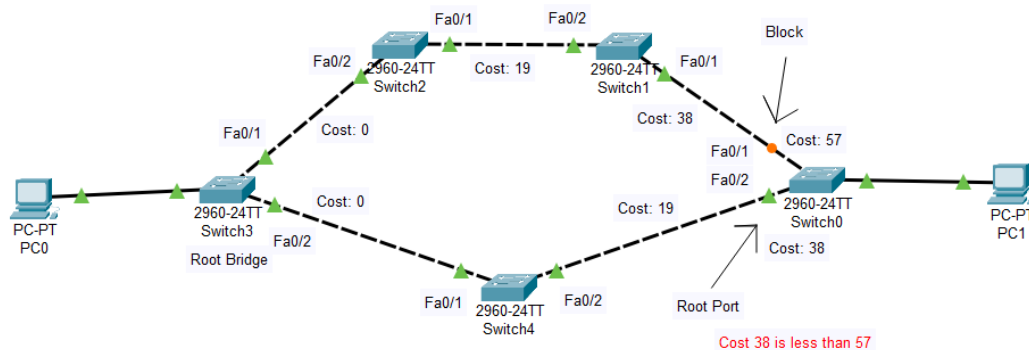 Fa0/1
Fa0/2
Block
Fa0/2
2960-24TT
Switch2
Cost: 19
2960-24TT
Switch1
Fa0/1
Cost: 38
Fa0/1
Cost: 0
Cost: 57
Fa0/1
Fa0/2
PC-PT
PC0
2960-24TT
Switch3
Cost: 0
Cost: 19
2960-24TT
Switch0
PC-PT
PC1
Fa0/2
Root Bridge
Cost: 38
Fa0/1
2960-24TT
Switch4
Fa0/2
Root Port
Cost 38 is less than 57